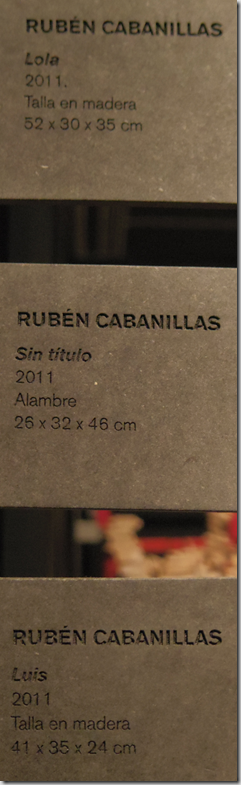 RUBÉN CABANILLAS
Lola
2011.
Talla en madera
52 x 30 x 35 cm
RUBÉN CABANILLAS
Sin título
2011
Alambre
26 x 32 x 46 cm
RUBÉN CABANILLAS
Luis
2011
Talla en madera
41 x 35 x 24 cm